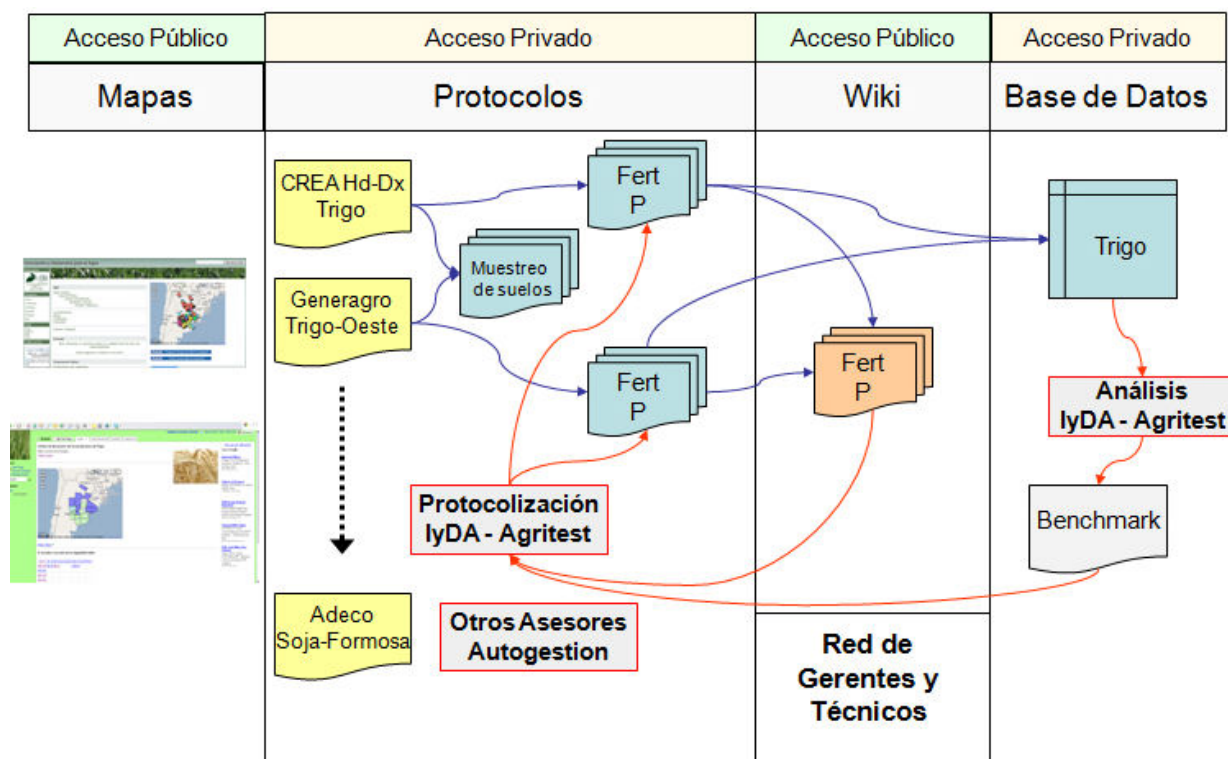 Acceso Público
Acceso Privado
Acceso Público
Acceso Privado
Mapas
Protocolos
Wiki
Base de Datos
CREA Hd-Dx
Trigo
Fert
P
Muestreo
de suelos
Trigo
Generagro
Trigo-Oeste
Fert
P
Fert
P
Análisis
IyDA - Agritest
Protocolización
IyDA - Agritest
Benchmark
Adeco
Soja-Formosa
Otros Asesores
Autogestion
Red de
Gerentes y
Técnicos